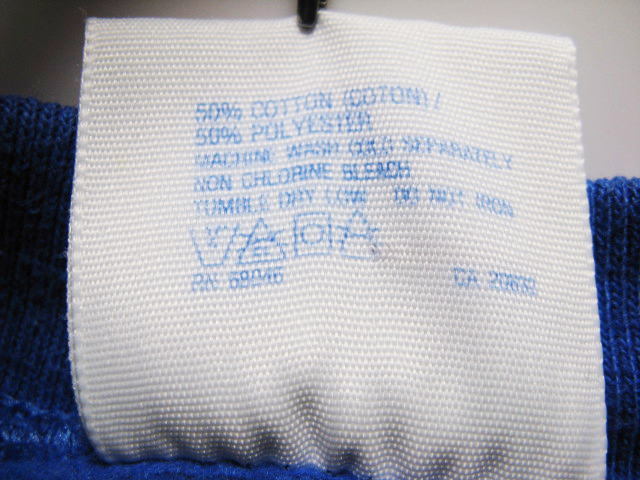 50% COTTON (COTON) /
50% POLYESTER
MACHINE WASH COLD SEPARATELY
NON CHLORINE BLEACH
TUMBLE DRY LOW DO NOT IRON
RN 68046 CA